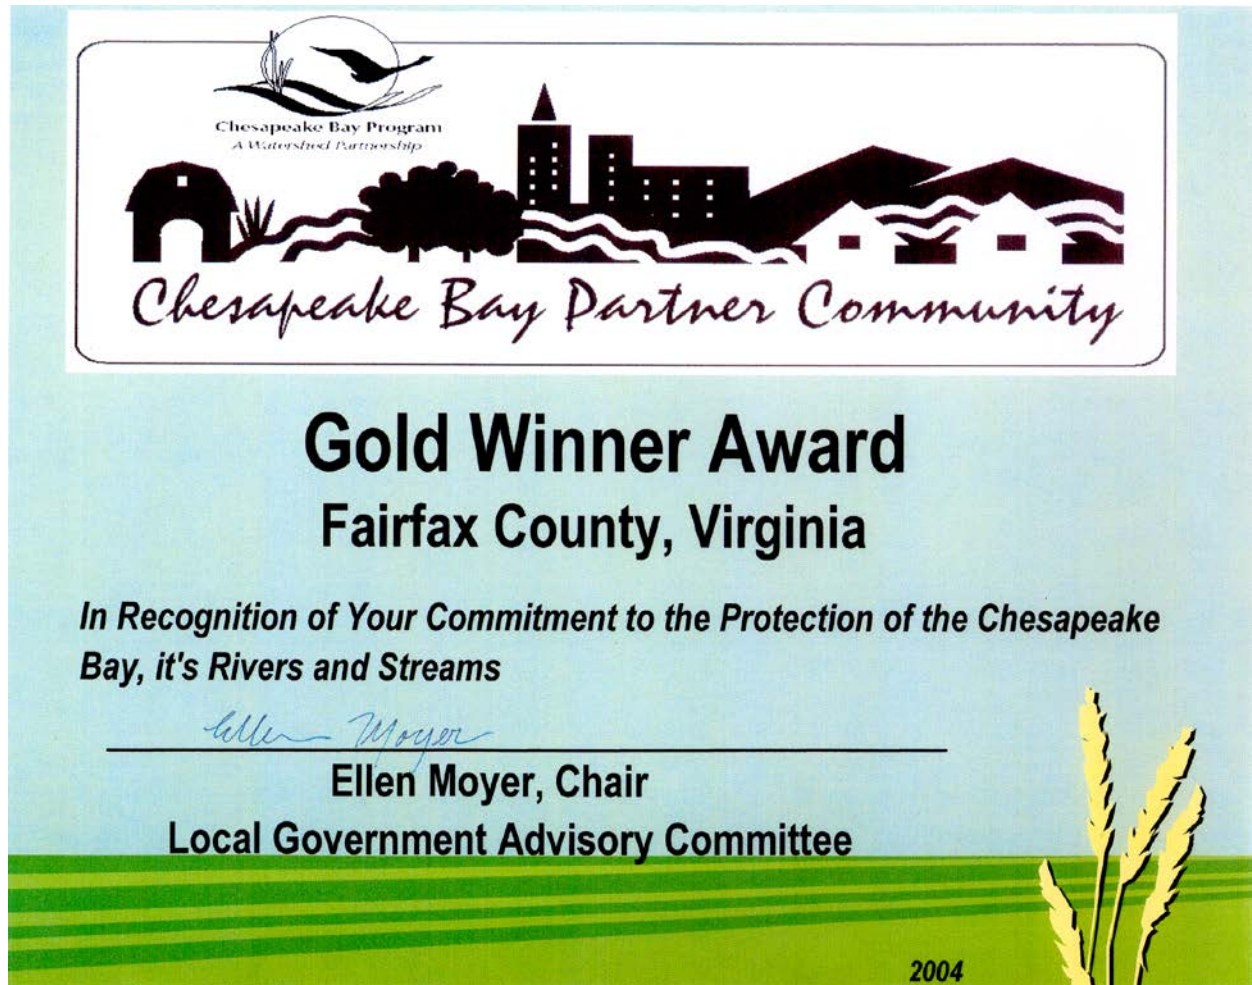 Chesapeake Bay Program
A Watershed Partnership
Chesapeake Bay Partner Community
Gold Winner Award
Fairfax County, Virginia
In Recognition of Your Commitment to the Protection of the Chesapeake
Bay, it's Rivers and Streams
Ellen Moyer
Ellen Moyer, Chair
Local Government Advisory Committee
2004